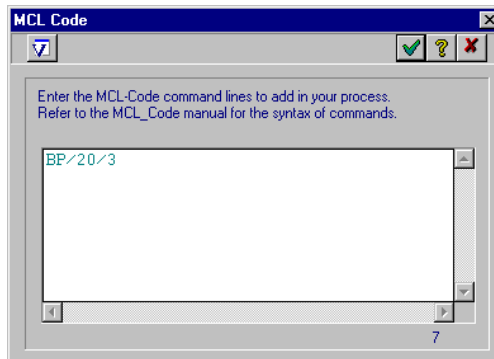 MCL Code
Enter the MCL-Code command lines to add in your process.
Refer to the MCL_Code manual for the syntax of commands.
BP/20/3
7